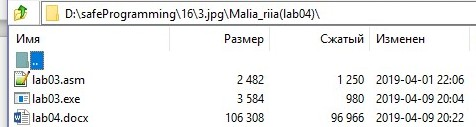 D:\safeProgramming\16\3.jpg\Malia_riia(lab04)\
Имя Размер Сжатый Изменен
..
lab03.asm 2 482 1 250 2019-04-01 22:06
lab03.exe 3 584 980 2019-04-09 20:04
lab04.docx 106 308 96 966 2019-04-09 20:22